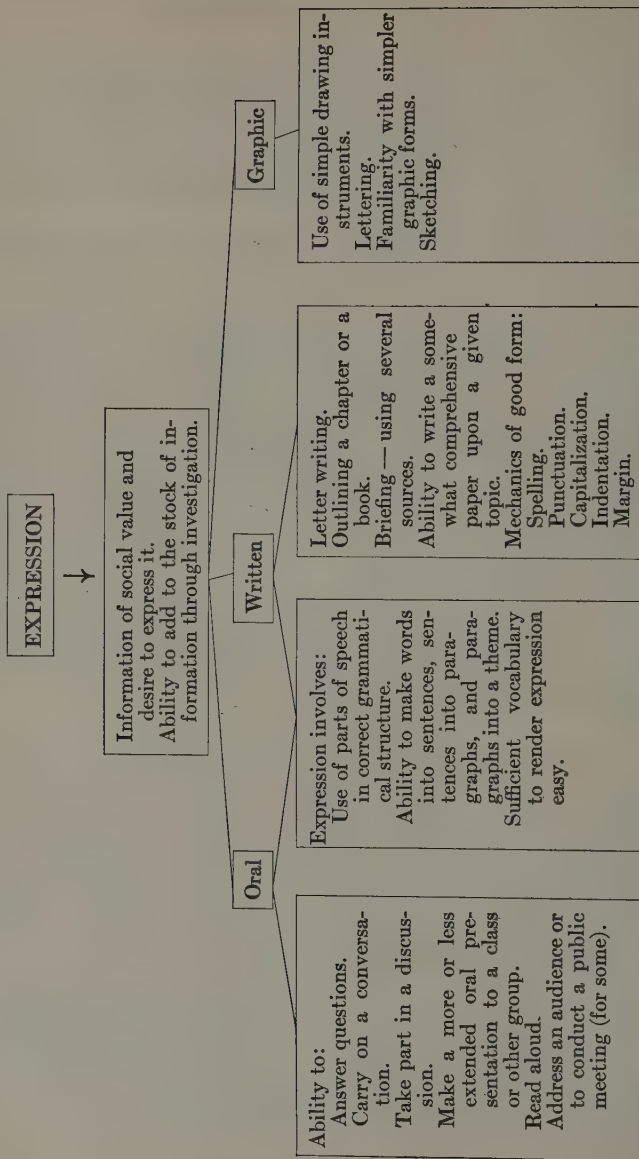 EXPRESSION
Information of social value and
desire to express it.
Ability to add to the stock of in-
formation through investigation.
Oral
Written
Graphic
Ability to:
Answer questions.
Carry on a conversa-
tion.
Take part in a discus-
sion.
Make a more or less
extended oral pre-
sentation to a class
or other group.
Read aloud.
Address an audience or
to conduct a public
meeting (for some).
Expression involves:
Use of parts of speech
in correct grammati-
cal structure.
Ability to make words
into sentences, sen-
tences into para-
graphs, and para-
graphs into a theme.
Sufficient vocabulary
to render expression
easy.
Letter writing.
Outlining a chapter or a
book.
Briefing — using several
sources.
Ability to write a some-
what comprehensive
paper upon a given
topic.
Mechanics of good form:
Spelling.
Punctuation.
Capitalization.
Indentation.
Margin.
Use of simple drawing in-
struments.
Lettering.
Familiarity with simpler
graphic forms.
Sketching.